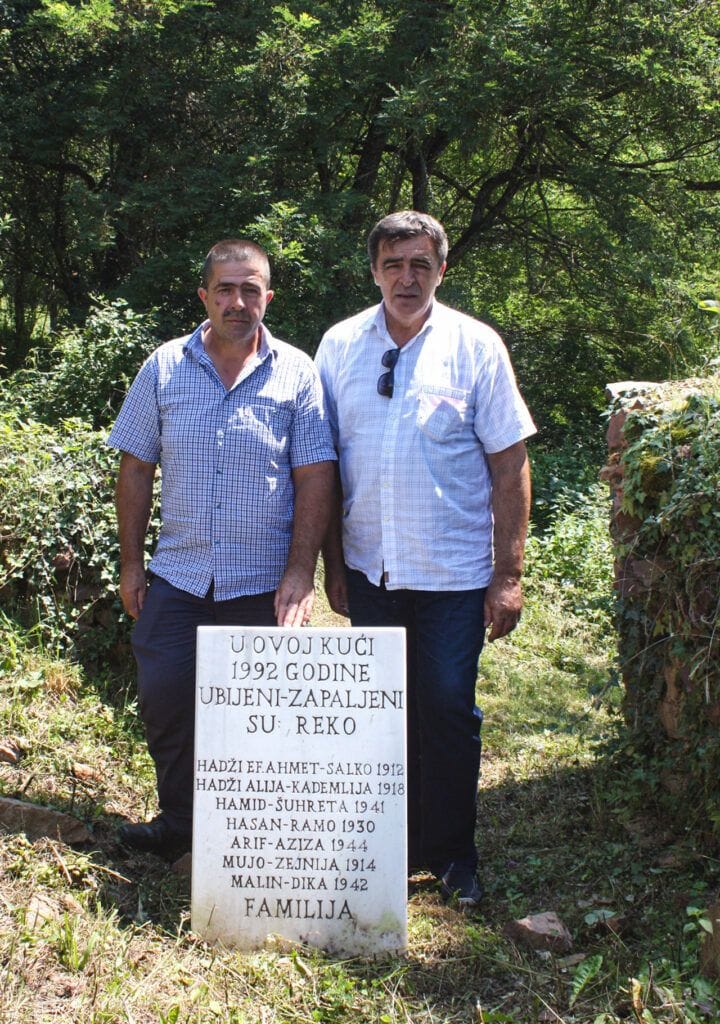 U OVOJ KUĆI
1992 GODINE
UBIJENI-ZAPALJENI
SU REKO
HADŽI EF.AHMET-SALKO 1912
HADŽI ALIJA-KADEMLIJA 1918
HAMID-ŠUHRETA 1941
HASAN-RAMO 1930
ARIF-AZIZA 1944
MUJO-ZEJNIJA 1914
MALIN-DIKA 1942
FAMILIJA